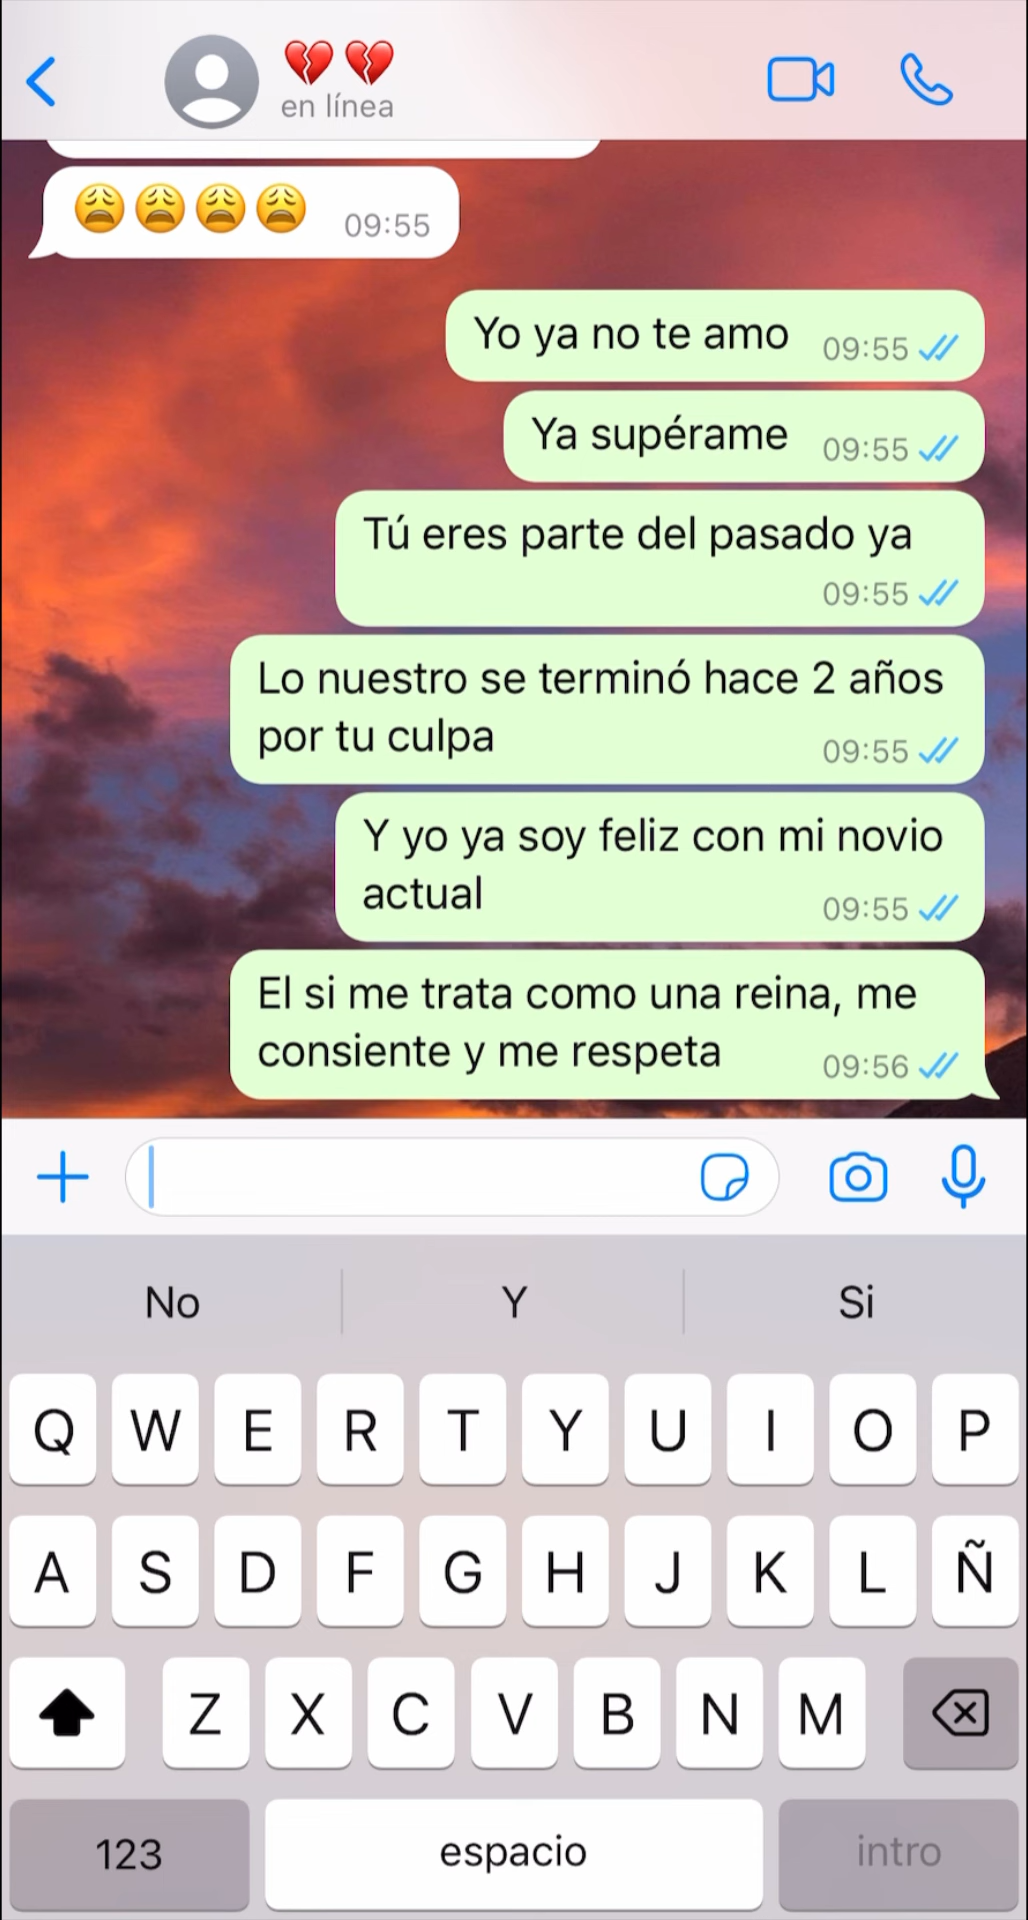 💔 💔
en línea
😩😩😩😩 09:55
Yo ya no te amo 09:55
Ya supérame 09:55
Tú eres parte del pasado ya
09:55
Lo nuestro se terminó hace 2 años
por tu culpa 09:55
Y yo ya soy feliz con mi novio
actual 09:55
El si me trata como una reina, me
consiente y me respeta 09:56
No Y Si
Q W E R T Y U I O P
A S D F G H J K L Ñ
Z X C V B N M
123 espacio intro